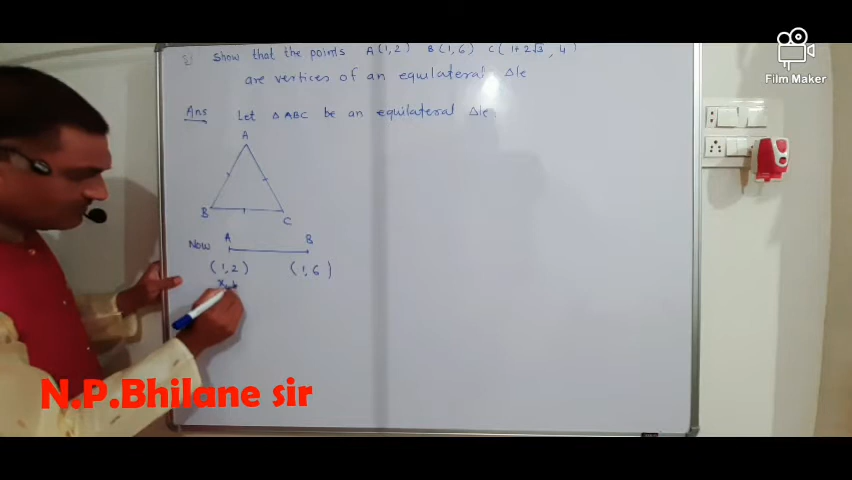 Q) Show that the points A(1,2) B(1,6) C(1+2√3, 4)
are vertices of an equilateral Δle
Ans Let Δ ABC be an equilateral Δle.
A
B
C
Now A B
(1,2) (1,6)
N.P.Bhilane sir
Film Maker